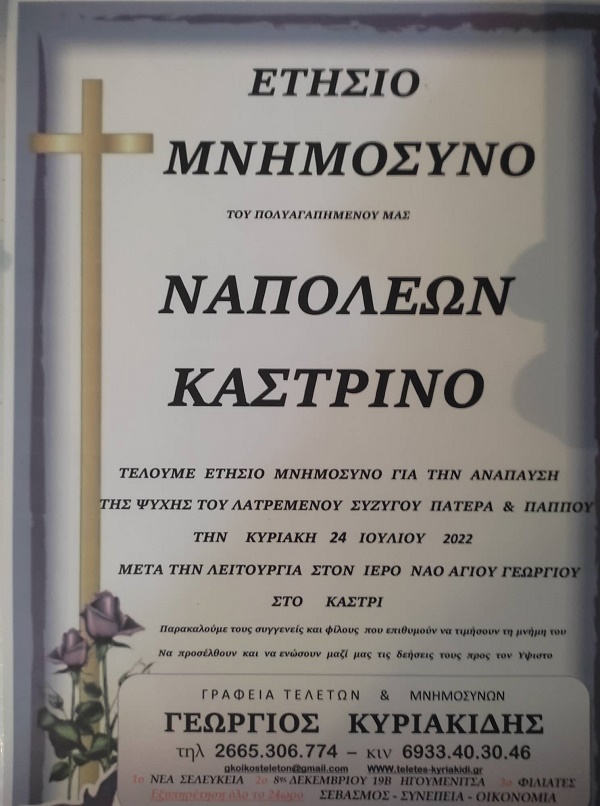 ΕΤΗΣΙΟ
ΜΝΗΜΟΣΥΝΟ
ΤΟΥ ΠΟΛΥΑΓΑΠΗΜΕΝΟΥ ΜΑΣ
ΝΑΠΟΛΕΩΝ
ΚΑΣΤΡΙΝΟ
ΤΕΛΟΥΜΕ ΕΤΗΣΙΟ ΜΝΗΜΟΣΥΝΟ ΓΙΑ ΤΗΝ ΑΝΑΠΑΥΣΗ
ΤΗΣ ΨΥΧΗΣ ΤΟΥ ΛΑΤΡΕΜΕΝΟΥ ΣΥΖΥΓΟΥ ΠΑΤΕΡΑ & ΠΑΠΠΟΥ
ΤΗΝ ΚΥΡΙΑΚΗ 24 ΙΟΥΛΙΟΥ 2022
ΜΕΤΑ ΤΗΝ ΛΕΙΤΟΥΡΓΙΑ ΣΤΟΝ ΙΕΡΟ ΝΑΟ ΑΓΙΟΥ ΓΕΩΡΓΙΟΥ
ΣΤΟ ΚΑΣΤΡΙ
Παρακαλούμε τους συγγενείς και φίλους που επιθυμούν να τιμήσουν τη μνήμη του
Να προσέλθουν και να ενώσουν μαζί μας τις δεήσεις τους προς τον Υψιστο
ΓΡΑΦΕΙΑ ΤΕΛΕΤΩΝ & ΜΝΗΜΟΣΥΝΩΝ
ΓΕΩΡΓΙΟΣ ΚΥΡΙΑΚΙΔΗΣ
τηλ 2665.306.774 – κιν 6933.40.30.46
gkoikosteleton@gmail.com WWW.teletes-kyriakidi.gr
1ο ΝΕΑ ΣΕΛΕΥΚΕΙΑ 2ο 8ης ΔΕΚΕΜΒΡΙΟΥ 19Β ΗΓΟΥΜΕΝΙΤΣΑ 3ο ΦΙΛΙΑΤΕΣ
Εξυπηρέτηση όλο το 24ωρο ΣΕΒΑΣΜΟΣ - ΣΥΝΕΠΕΙΑ - ΟΙΚΟΝΟΜΙΑ